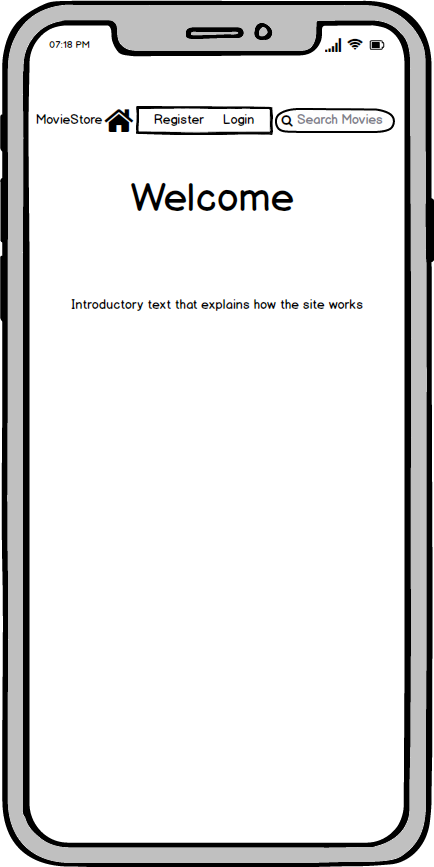 07:18 PM
MovieStore Register Login Search Movies
Welcome
Introductory text that explains how the site works